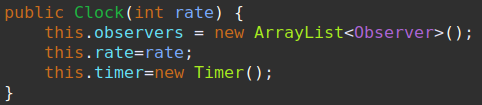 public Clock(int rate) {
    this.observers = new ArrayList<Observer>();
    this.rate=rate;
    this.timer=new Timer();
}